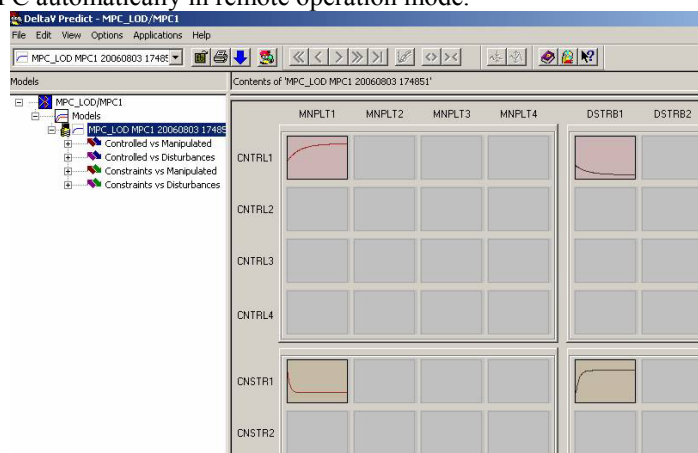 PC automatically in remote operation mode.
DeltaV Predict - MPC_LOD/MPC1
File Edit View Options Applications Help
MPC_LOD MPC1 20060803 1748
Models
Contents of 'MPC_LOD MPC1 20060803 174851'
MPC_LOD/MPC1
Models
MPC_LOD MPC1 20060803 17485
Controlled vs Manipulated
Controlled vs Disturbances
Constraints vs Manipulated
Constraints vs Disturbances
MNPLT1 MNPLT2 MNPLT3 MNPLT4 DSTRB1 DSTRB2
CNTRL1
CNTRL2
CNTRL3
CNTRL4
CNSTR1
CNSTR2